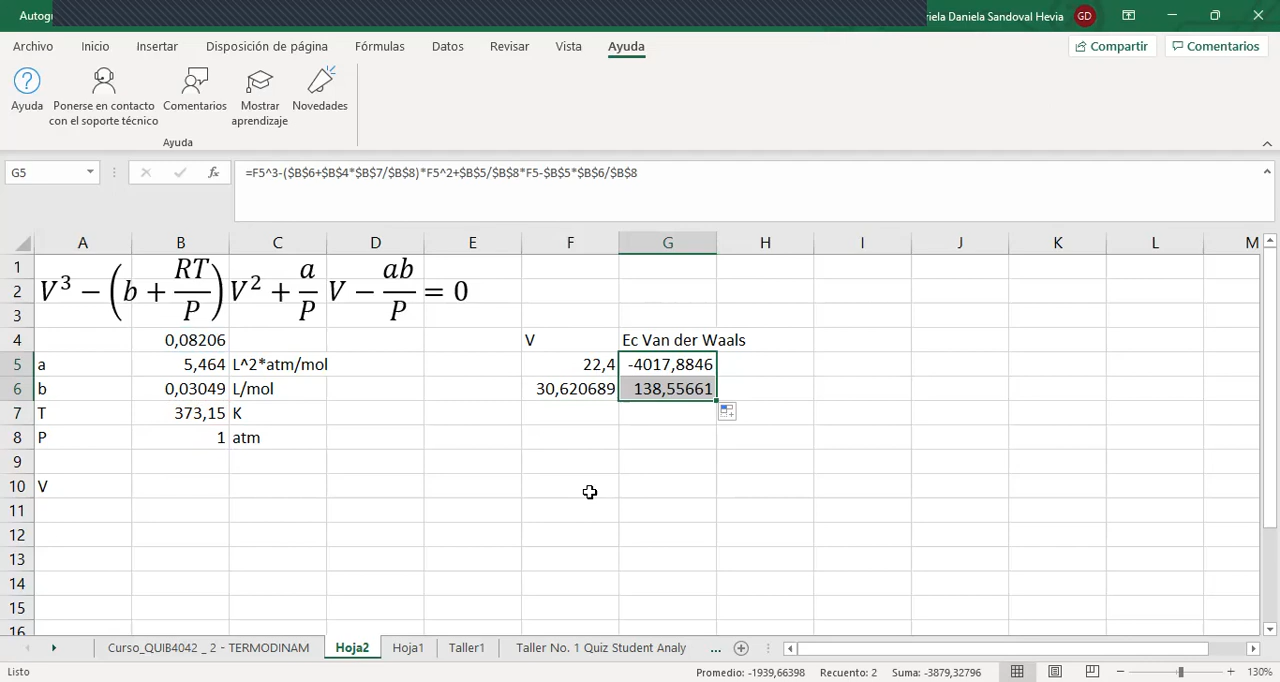 Autog
riela Daniela Sandoval Hevia GD
Archivo Inicio Insertar Disposición de página Fórmulas Datos Revisar Vista Ayuda Compartir Comentarios
Ayuda Ponerse en contacto con el soporte técnico Comentarios Mostrar aprendizaje Novedades
Ayuda
G5 fx =F5^3-($B$6+$B$4*$B$7/$B$8)*F5^2+$B$5/$B$8*F5-$B$5*$B$6/$B$8
A B C D E F G H I J K L M
1
2 V³ − (b + RT/P) V² + a/P V − ab/P = 0
3
4 0,08206 V Ec Van der Waals
5 a 5,464 L^2*atm/mol 22,4 -4017,8846
6 b 0,03049 L/mol 30,620689 138,55661
7 T 373,15 K
8 P 1 atm
9
10 V
11
12
13
14
15
16
Curso_QUIB4042 _ 2 - TERMODINAM Hoja2 Hoja1 Taller1 Taller No. 1 Quiz Student Analy ...
Listo Promedio: -1939,66398 Recuento: 2 Suma: -3879,32796 130%